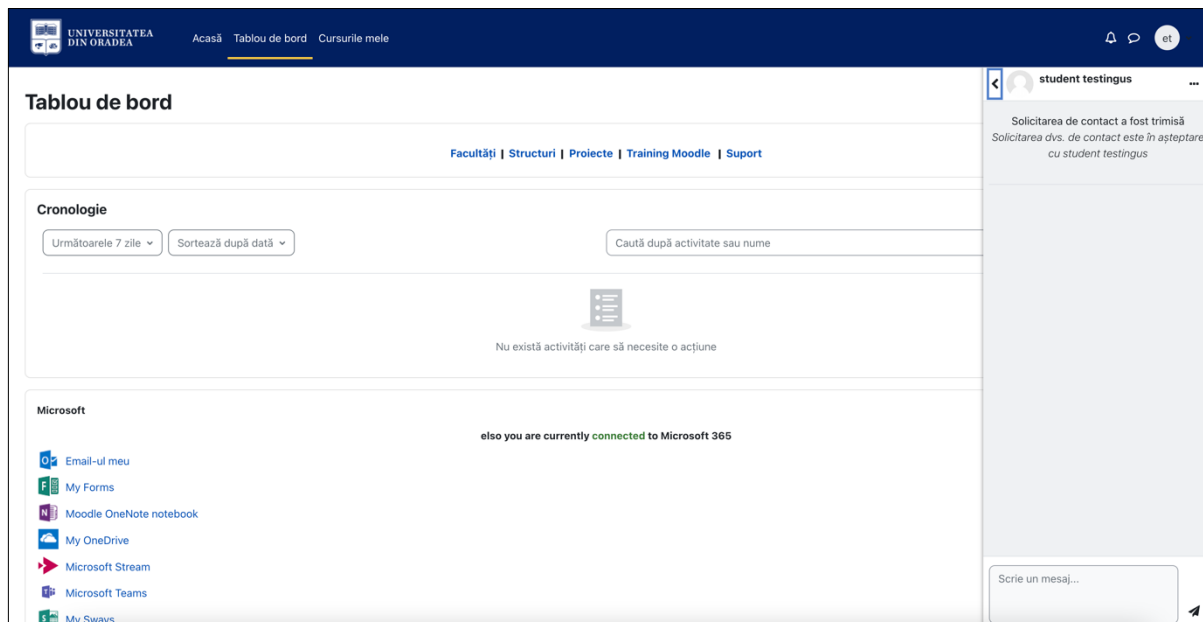 UNIVERSITATEA
DIN ORADEA
Acasă Tablou de bord Cursurile mele
et
student testingus
Solicitarea de contact a fost trimisă
Solicitarea dvs. de contact este în așteptare
cu student testingus
Tablou de bord
Facultăți | Structuri | Proiecte | Training Moodle | Suport
Cronologie
Următoarele 7 zile Sortează după dată Caută după activitate sau nume
Nu există activități care să necesite o acțiune
Microsoft
elso you are currently connected to Microsoft 365
Email-ul meu
My Forms
Moodle OneNote notebook
My OneDrive
Microsoft Stream
Microsoft Teams
My Sways
Scrie un mesaj...